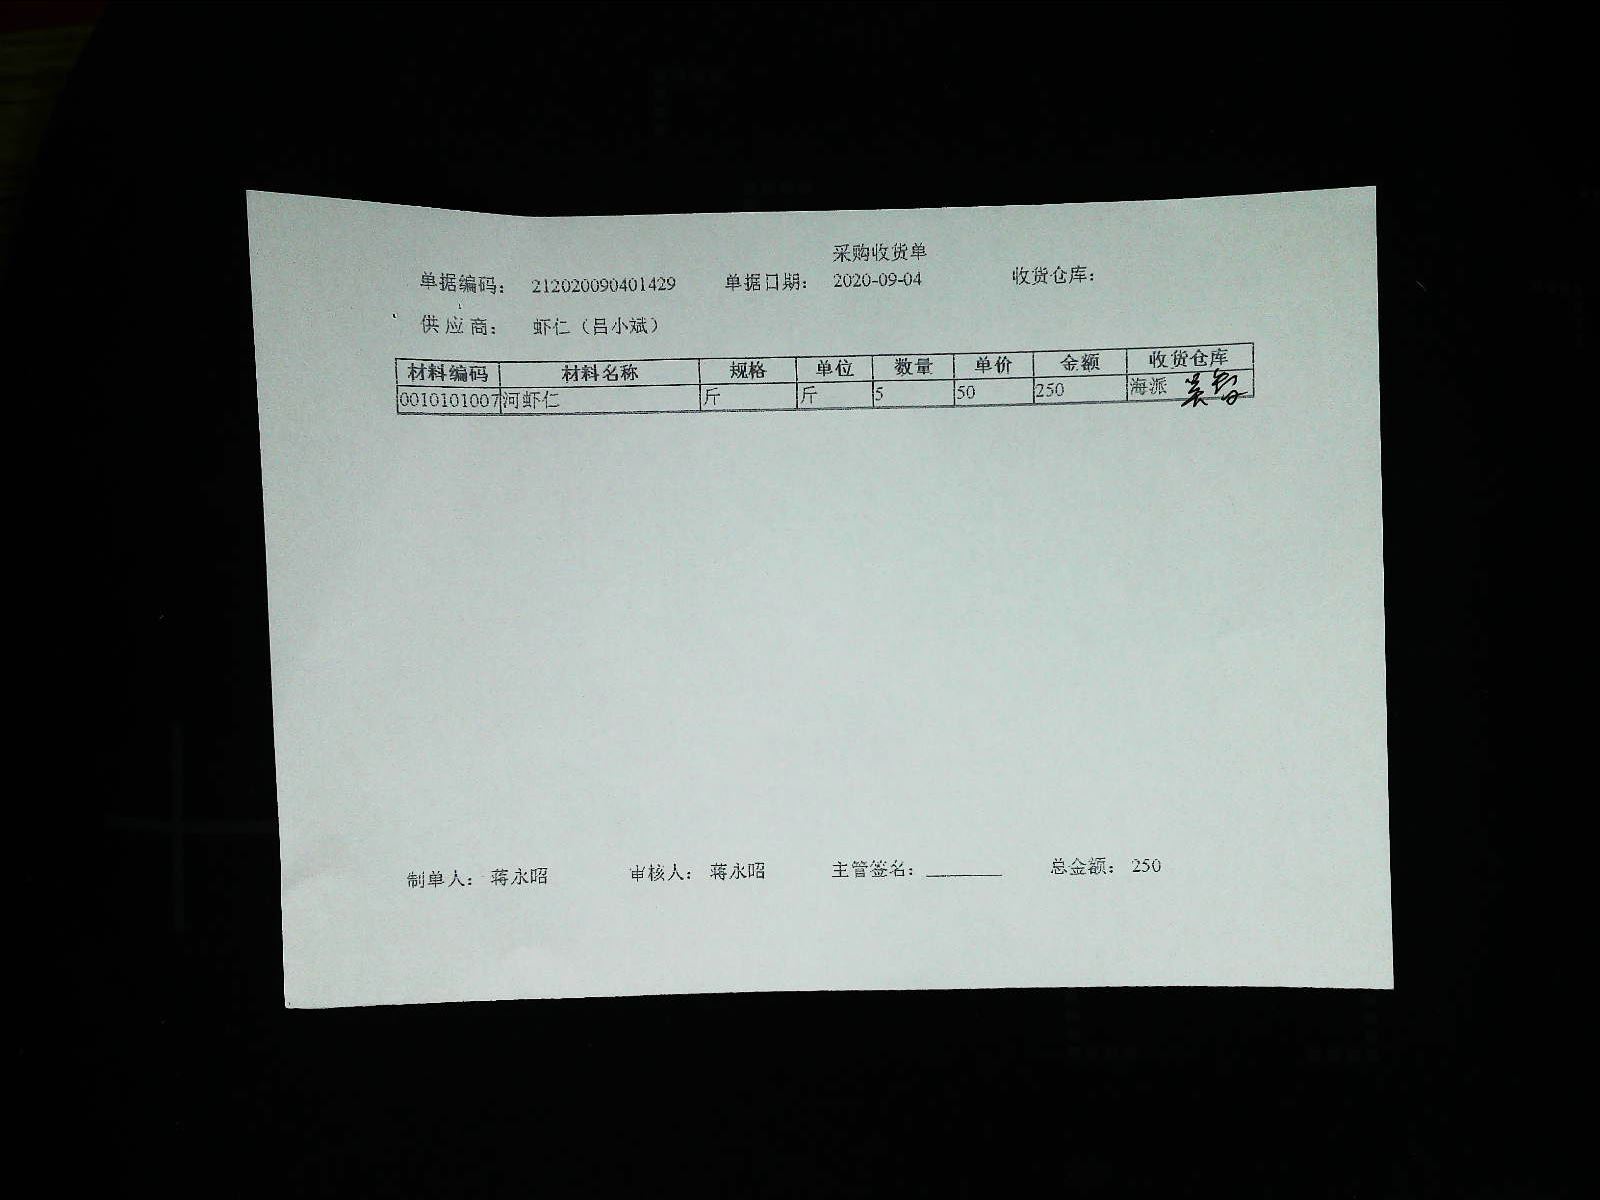 采购收货单
单据编码： 212020090401429 单据日期： 2020-09-04 收货仓库：
供应商： 虾仁（吕小斌）
材料编码 材料名称 规格 单位 数量 单价 金额 收货仓库
0010101007 河虾仁 斤 斤 5 50 250 海派
制单人： 蒋永昭 审核人： 蒋永昭 主管签名： 总金额： 250